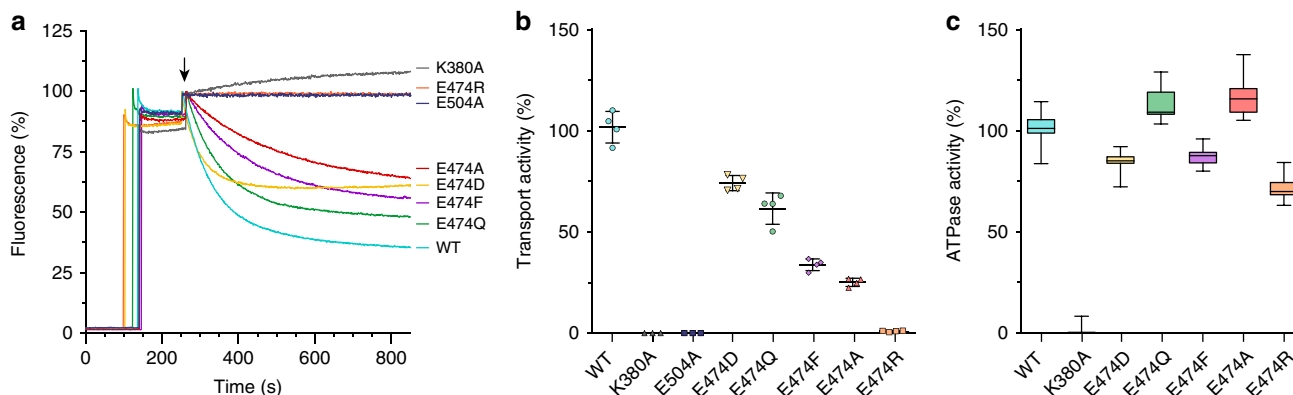 a
Fluorescence (%)
125
100
75
50
25
0
0
200
400
600
800
Time (s)
K380A
E474R
E504A
E474A
E474D
E474F
E474Q
WT
b
Transport activity (%)
150
100
50
0
WT
K380A
E504A
E474D
E474Q
E474F
E474A
E474R
c
ATPase activity (%)
150
100
50
0
WT
K380A
E474D
E474Q
E474F
E474A
E474R